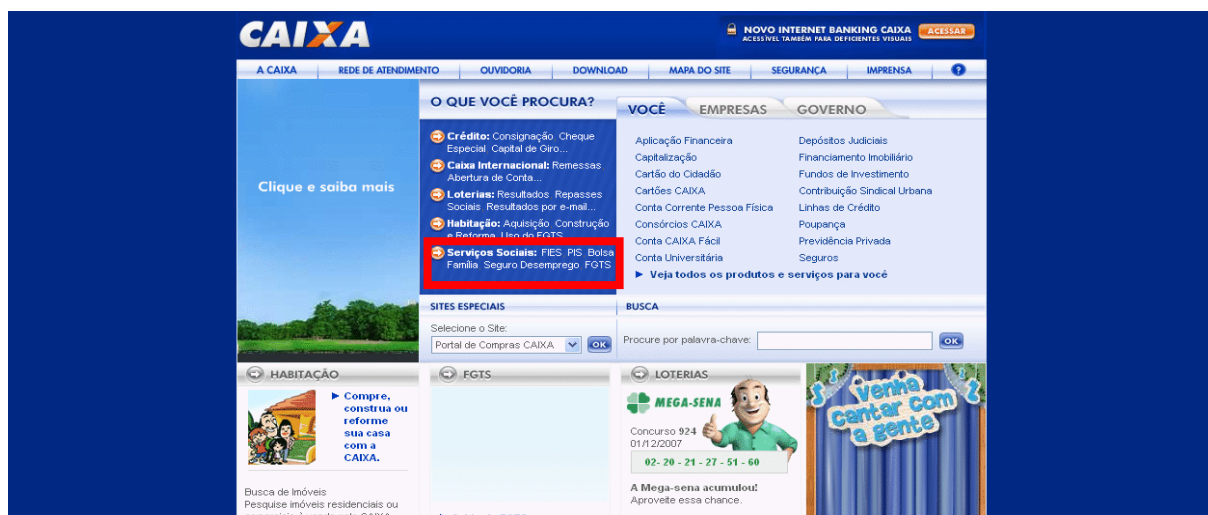 CAIXA
NOVO INTERNET BANKING CAIXA
ACESSÍVEL TAMBÉM PARA DEFICIENTES VISUAIS
ACESSAR
A CAIXA
REDE DE ATENDIMENTO
OUVIDORIA
DOWNLOAD
MAPA DO SITE
SEGURANÇA
IMPRENSA
?
Clique e saiba mais
O QUE VOCÊ PROCURA?
Crédito: Consignação Cheque
Especial Capital de Giro...
Caixa Internacional: Remessas
Abertura de Conta...
Loterias: Resultados Repasses
Sociais Resultados por e-mail...
Habitação: Aquisição Construção
e Reforma Uso do FGTS
Serviços Sociais: FIES PIS Bolsa
Família Seguro Desemprego FGTS
VOCÊ
EMPRESAS
GOVERNO
Aplicação Financeira
Capitalização
Cartão do Cidadão
Cartões CAIXA
Conta Corrente Pessoa Física
Consórcios CAIXA
Conta CAIXA Fácil
Conta Universitária
Depósitos Judiciais
Financiamento Imobiliário
Fundos de Investimento
Contribuição Sindical Urbana
Linhas de Crédito
Poupança
Previdência Privada
Seguros
Veja todos os produtos e serviços para você
SITES ESPECIAIS
Selecione o Site:
Portal de Compras CAIXA
OK
BUSCA
Procure por palavra-chave:
OK
HABITAÇÃO
Compre,
construa ou
reforme
sua casa
com a
CAIXA.
Busca de Imóveis
Pesquise imóveis residenciais ou
FGTS
LOTERIAS
MEGA-SENA
Concurso 924
01/12/2007
02- 20 - 21 - 27 - 51 - 60
A Mega-sena acumulou!
Aproveite essa chance.
Venha
cantar com
a gente